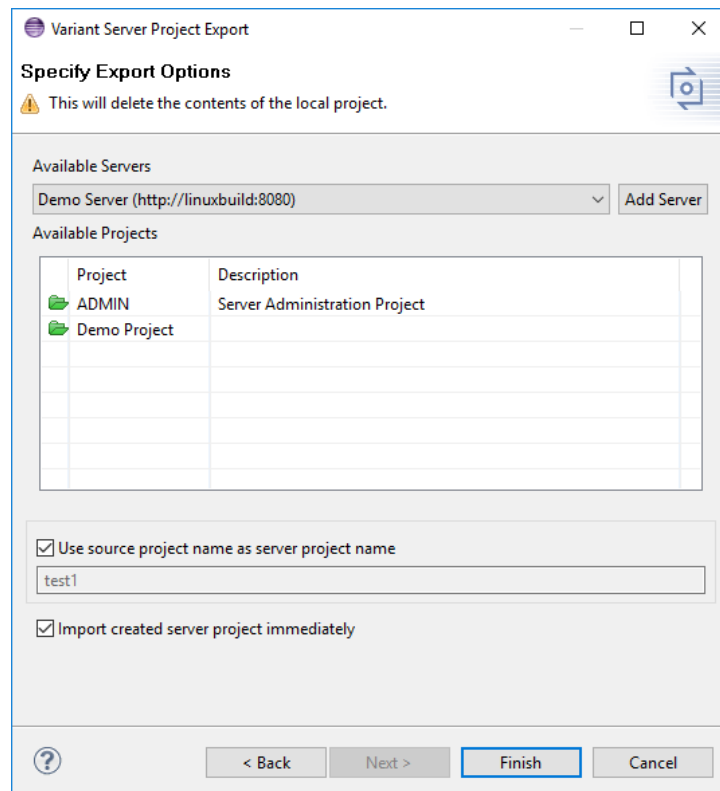 Variant Server Project Export
Specify Export Options
This will delete the contents of the local project.
Available Servers
Demo Server (http://linuxbuild:8080)
Add Server
Available Projects
Project Description
ADMIN Server Administration Project
Demo Project
Use source project name as server project name
test1
Import created server project immediately
? < Back Next > Finish Cancel